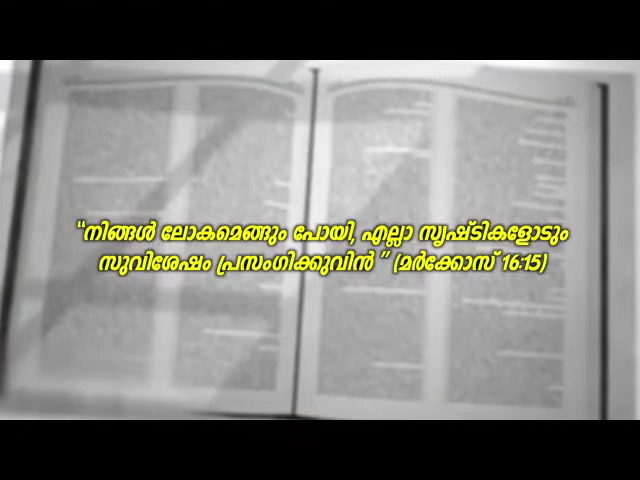 "നിങ്ങൾ ലോകമെങ്ങും പോയി, എല്ലാ സൃഷ്ടികളോടും
സുവിശേഷം പ്രസംഗിക്കുവിൻ " (മർക്കോസ് 16:15)